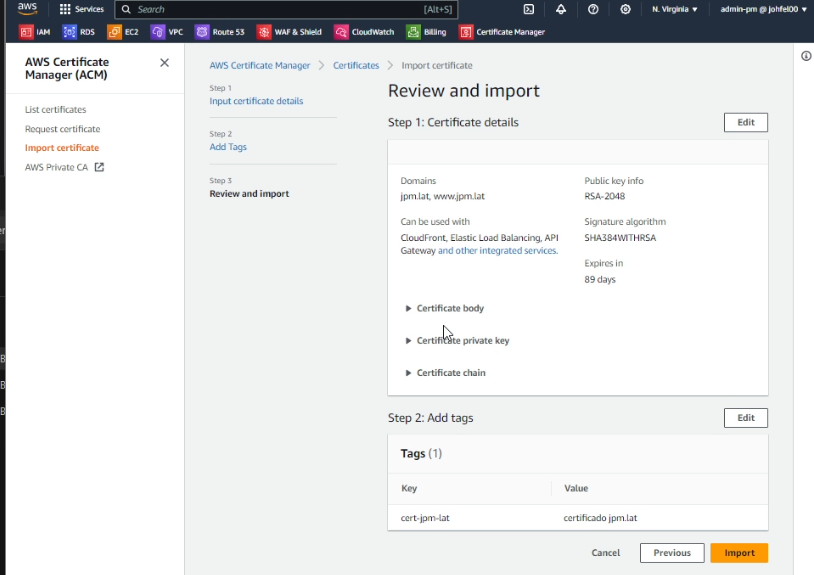 aws
Services
Search
[Alt+S]
N. Virginia
admin-pm @ johfel00
IAM
RDS
EC2
VPC
Route 53
WAF & Shield
CloudWatch
Billing
Certificate Manager
AWS Certificate
Manager (ACM)
List certificates
Request certificate
Import certificate
AWS Private CA
AWS Certificate Manager
Certificates
Import certificate
Step 1
Input certificate details
Step 2
Add Tags
Step 3
Review and import
Review and import
Step 1: Certificate details
Edit
Domains
jpm.lat, www.jpm.lat
Public key info
RSA-2048
Can be used with
CloudFront, Elastic Load Balancing, API
Gateway and other integrated services.
Signature algorithm
SHA384WITHRSA
Expires in
89 days
Certificate body
Certificate private key
Certificate chain
Step 2: Add tags
Edit
Tags (1)
Key
Value
cert-jpm-lat
certificado jpm.lat
Cancel
Previous
Import